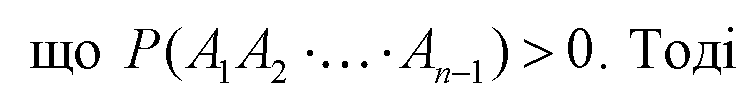 що P(A₁A₂ ·…· Aₙ₋₁) > 0. Тоді